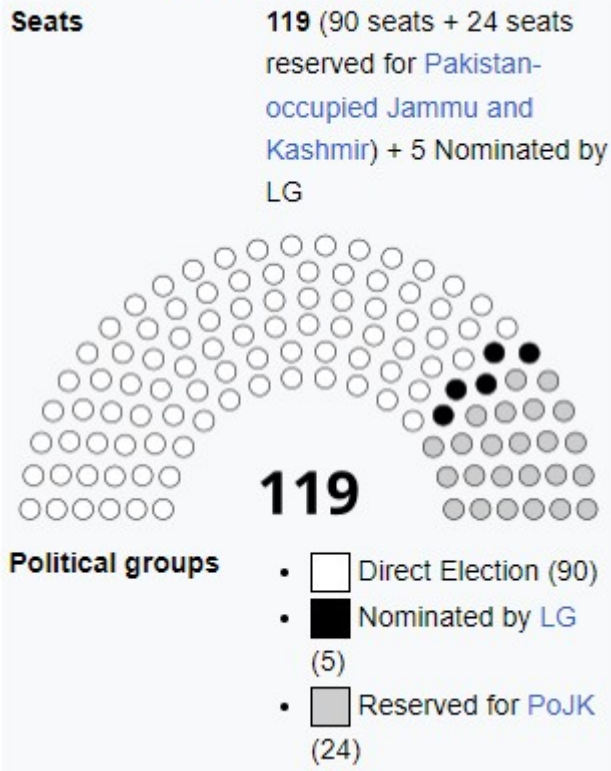 Seats
119 (90 seats + 24 seats
reserved for Pakistan-
occupied Jammu and
Kashmir) + 5 Nominated by
LG
119
Political groups
• Direct Election (90)
• Nominated by LG
(5)
• Reserved for PoJK
(24)